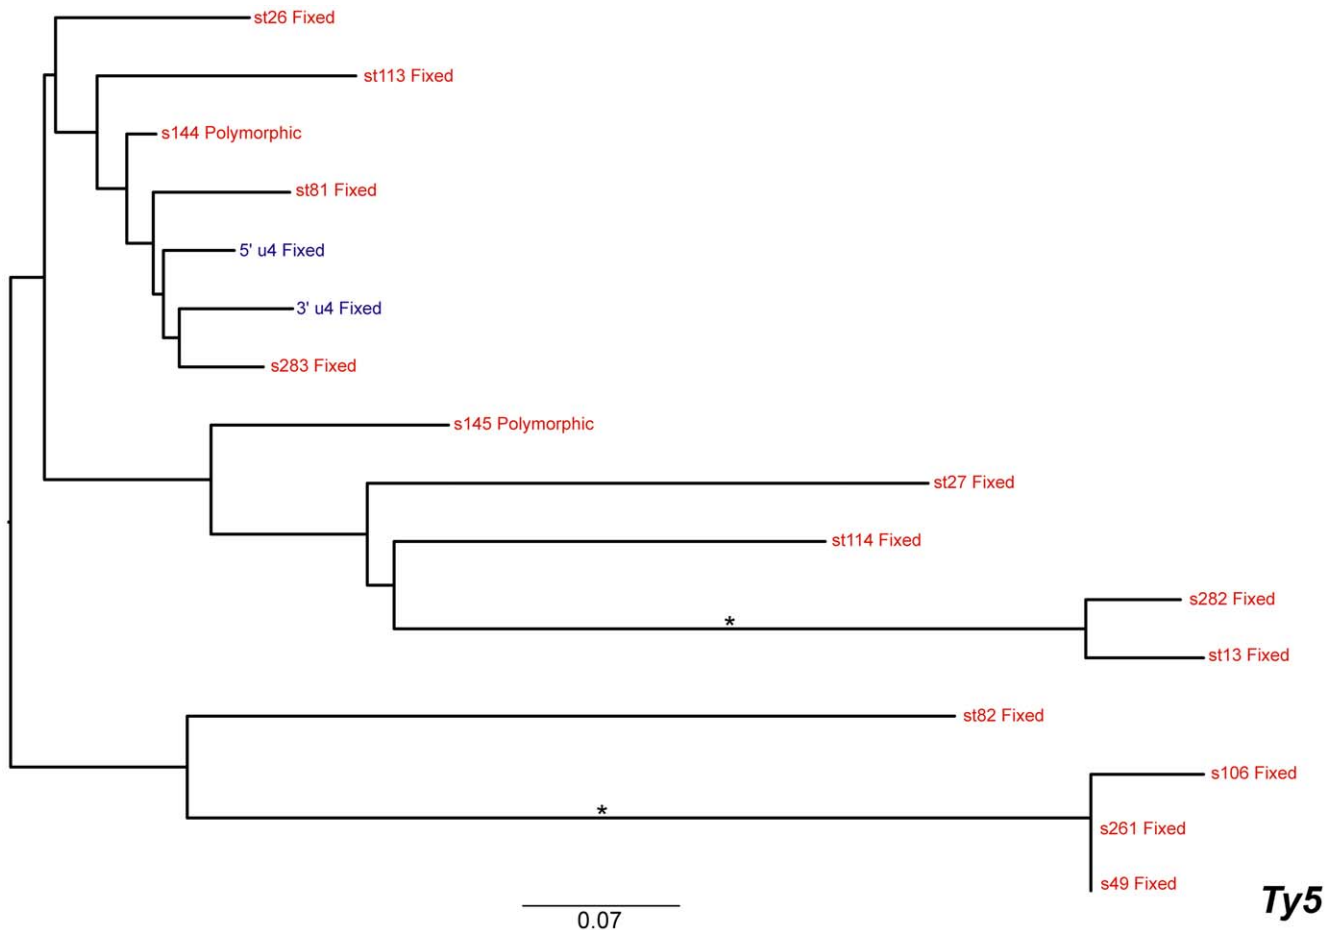 st26 Fixed
st113 Fixed
s144 Polymorphic
st81 Fixed
5' u4 Fixed
3' u4 Fixed
s283 Fixed
s145 Polymorphic
st27 Fixed
st114 Fixed
s282 Fixed
*
st13 Fixed
st82 Fixed
s106 Fixed
*
s261 Fixed
s49 Fixed
Ty5
0.07